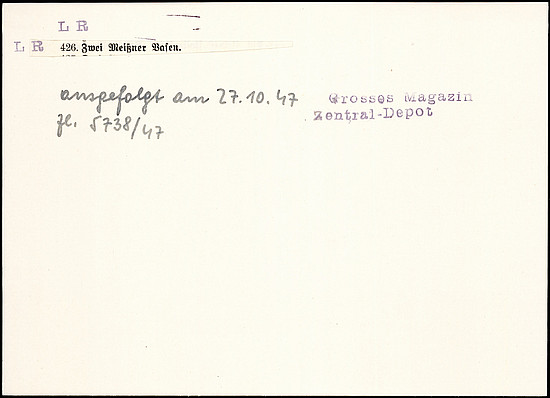 L R
L R 426. Zwei Meißner Vasen.
ausgefolgt am 27.10.47 Grosses Magazin
Zentral-Depot
zl. 5738/47